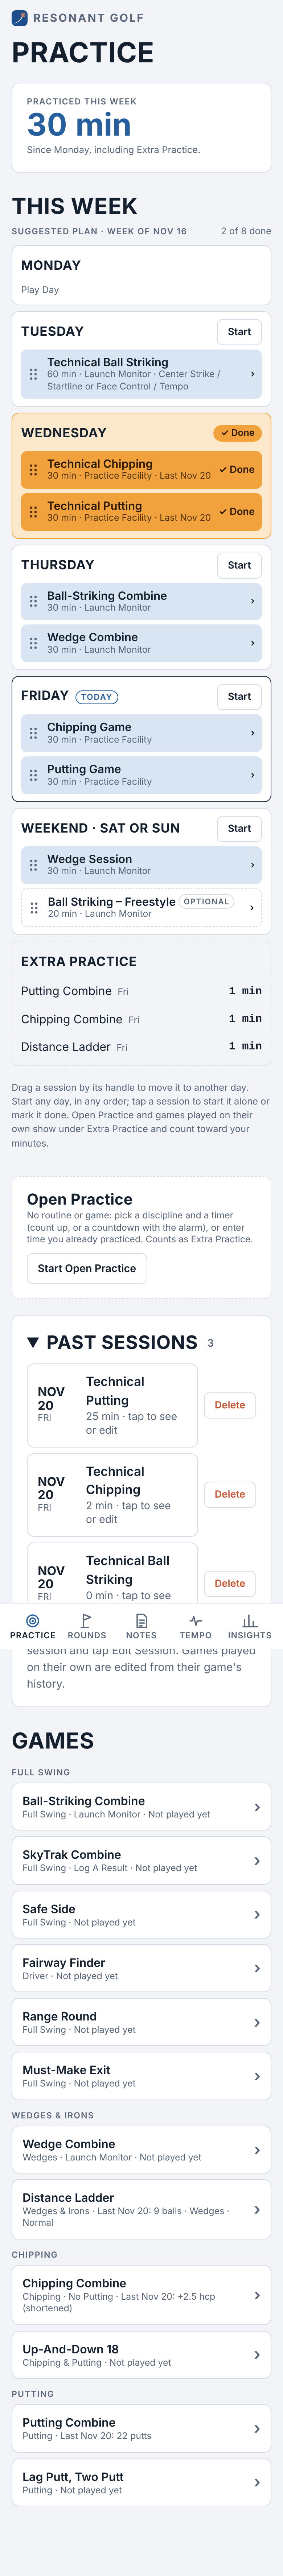 RESONANT GOLF
PRACTICE
PRACTICED THIS WEEK
30 min
Since Monday, including Extra Practice.
THIS WEEK
SUGGESTED PLAN · WEEK OF NOV 16
2 of 8 done
MONDAY
Play Day
TUESDAY
Start
Technical Ball Striking
60 min · Launch Monitor · Center Strike /
Startline or Face Control / Tempo
WEDNESDAY
✓ Done
Technical Chipping
30 min · Practice Facility · Last Nov 20
✓ Done
Technical Putting
30 min · Practice Facility · Last Nov 20
✓ Done
THURSDAY
Start
Ball-Striking Combine
30 min · Launch Monitor
Wedge Combine
30 min · Launch Monitor
FRIDAY
TODAY
Start
Chipping Game
30 min · Practice Facility
Putting Game
30 min · Practice Facility
WEEKEND · SAT OR SUN
Start
Wedge Session
30 min · Launch Monitor
Ball Striking – Freestyle
OPTIONAL
20 min · Launch Monitor
EXTRA PRACTICE
Putting Combine Fri
1 min
Chipping Combine Fri
1 min
Distance Ladder Fri
1 min
Drag a session by its handle to move it to another day.
Start any day, in any order; tap a session to start it alone or
mark it done. Open Practice and games played on their
own show under Extra Practice and count toward your
minutes.
Open Practice
No routine or game: pick a discipline and a timer
(count up, or a countdown with the alarm), or enter
time you already practiced. Counts as Extra Practice.
Start Open Practice
▼ PAST SESSIONS 3
NOV
20
FRI
Technical
Putting
25 min · tap to see
or edit
Delete
NOV
20
FRI
Technical
Chipping
2 min · tap to see
or edit
Delete
NOV
20
FRI
Technical Ball
Striking
0 min · tap to see
Delete
PRACTICE
ROUNDS
NOTES
TEMPO
INSIGHTS
session and tap Edit Session. Games played
on their own are edited from their game's
history.
GAMES
FULL SWING
Ball-Striking Combine
Full Swing · Launch Monitor · Not played yet
SkyTrak Combine
Full Swing · Log A Result · Not played yet
Safe Side
Full Swing · Not played yet
Fairway Finder
Driver · Not played yet
Range Round
Full Swing · Not played yet
Must-Make Exit
Full Swing · Not played yet
WEDGES & IRONS
Wedge Combine
Wedges · Launch Monitor · Not played yet
Distance Ladder
Wedges & Irons · Last Nov 20: 9 balls · Wedges ·
Normal
CHIPPING
Chipping Combine
Chipping · No Putting · Last Nov 20: +2.5 hcp
(shortened)
Up-And-Down 18
Chipping & Putting · Not played yet
PUTTING
Putting Combine
Putting · Last Nov 20: 22 putts
Lag Putt, Two Putt
Putting · Not played yet